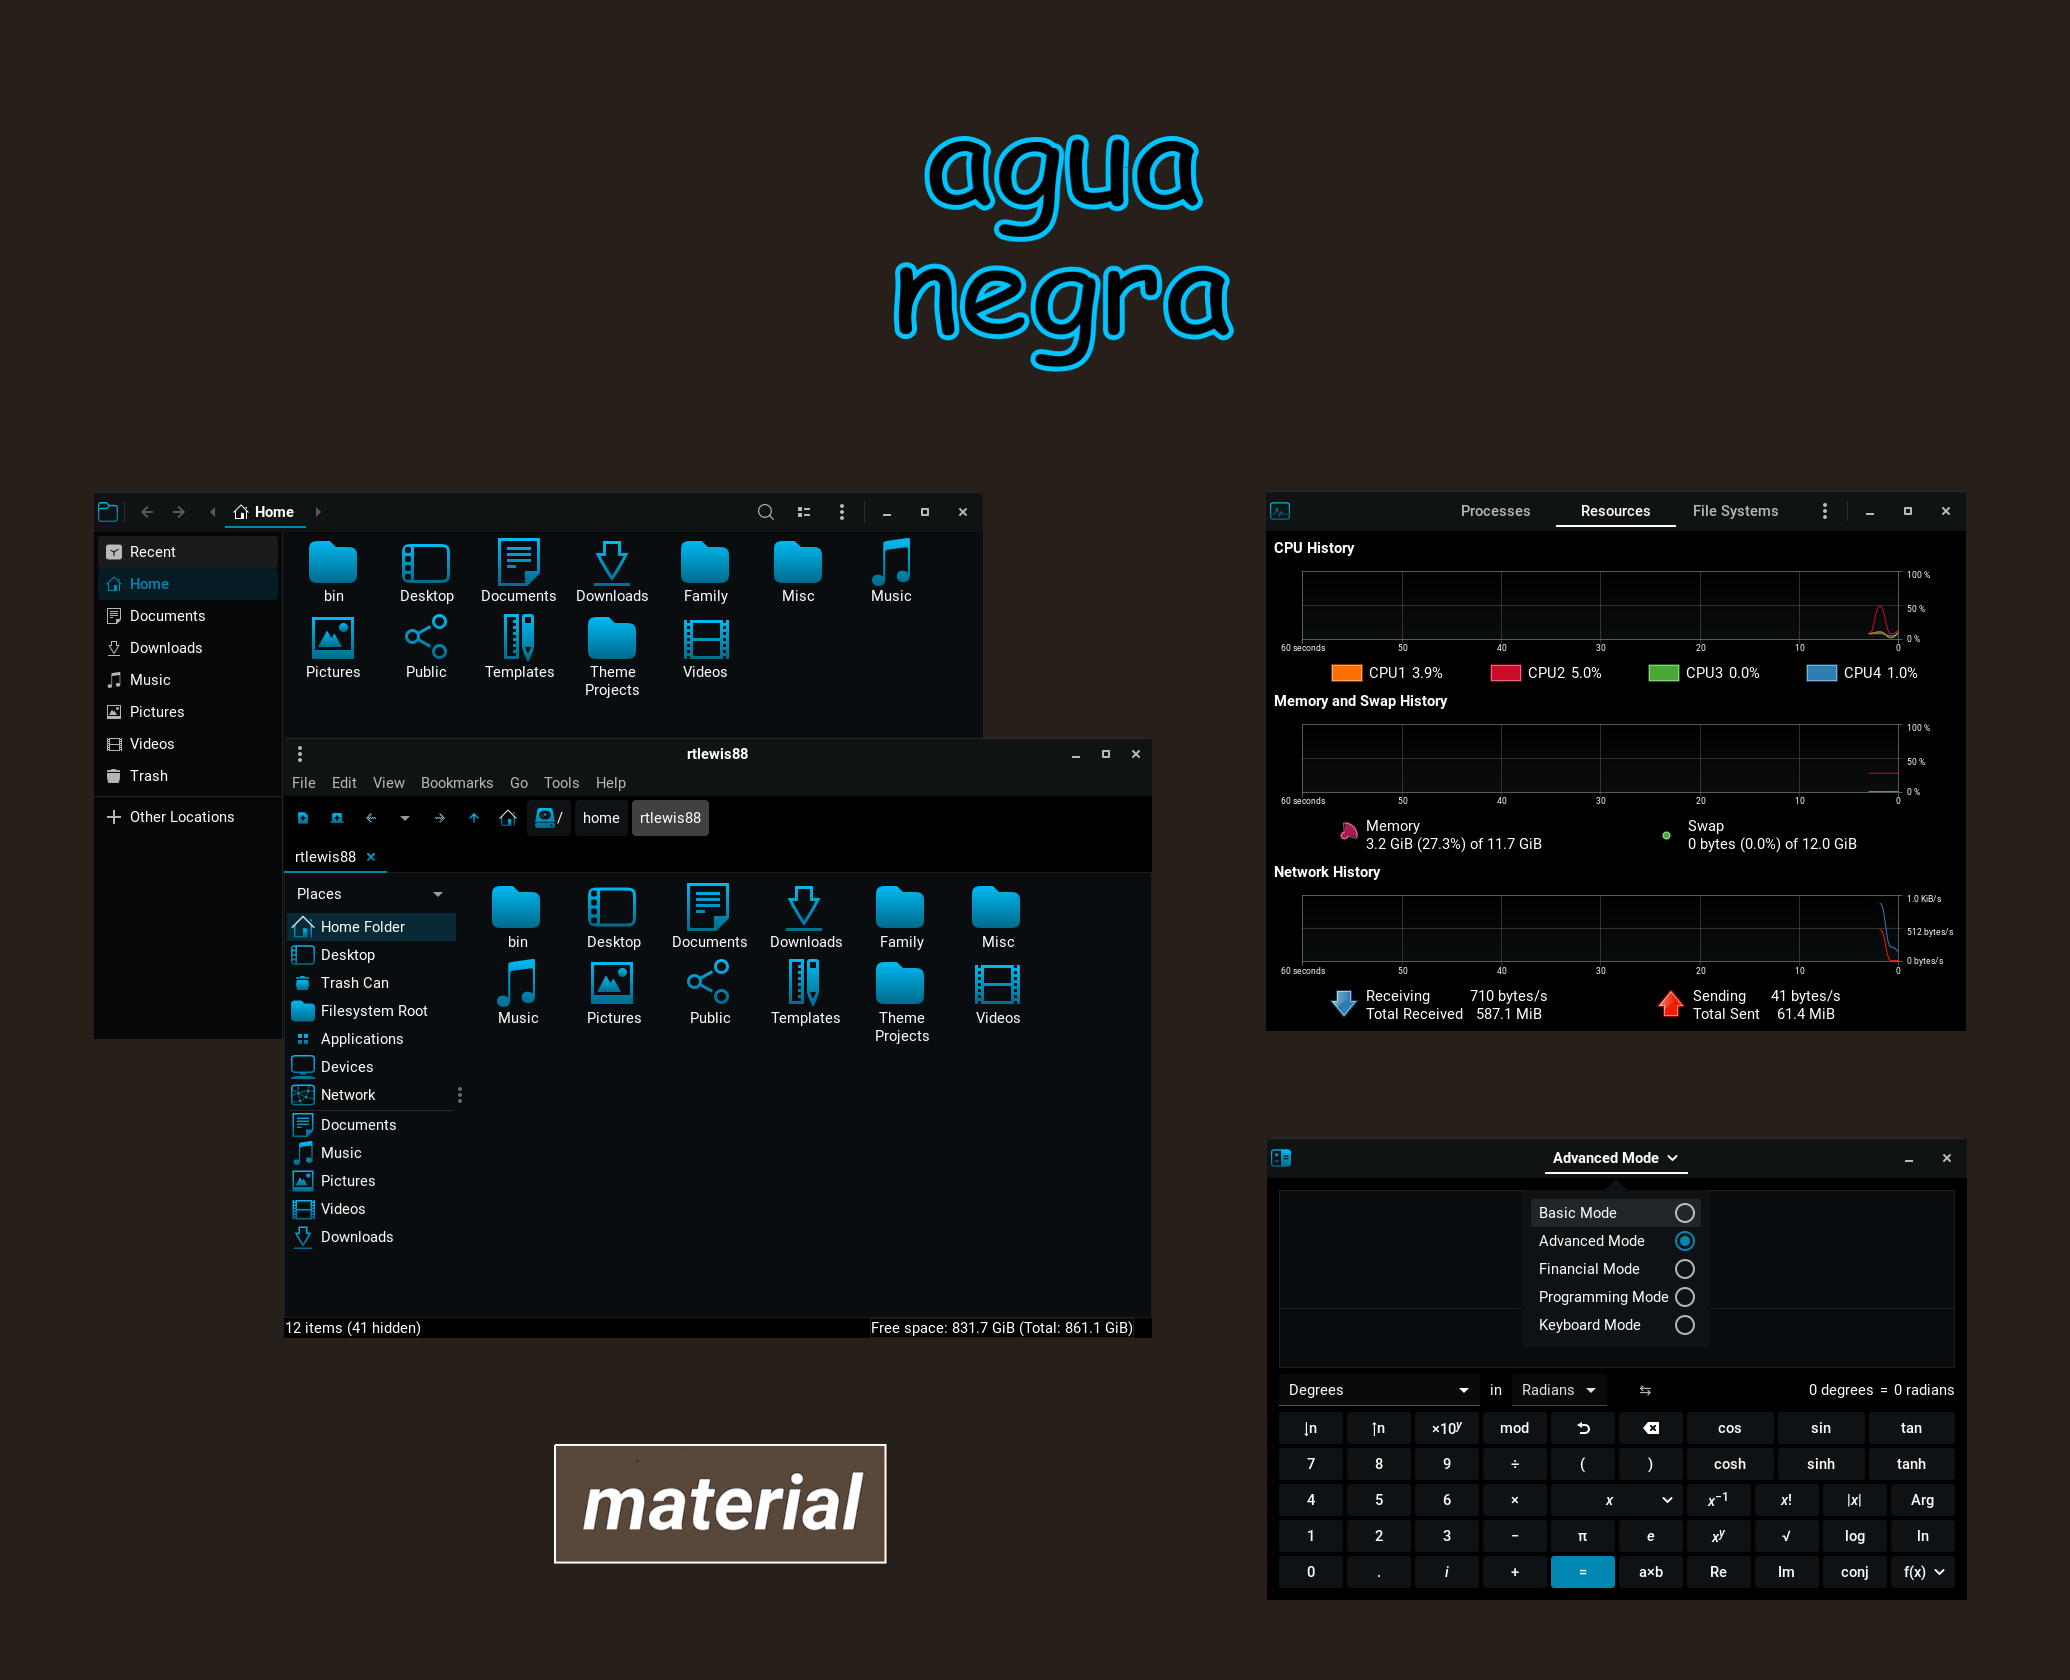 agua
negra
Home
Recent
Home
Documents
Downloads
Music
Pictures
Videos
Trash
Other Locations
bin Desktop Documents Downloads Family Misc Music
Pictures Public Templates Theme Projects Videos
rtlewis88
File Edit View Bookmarks Go Tools Help
/ home rtlewis88
rtlewis88
Places
Home Folder
Desktop
Trash Can
Filesystem Root
Applications
Devices
Network
Documents
Music
Pictures
Videos
Downloads
bin Desktop Documents Downloads Family Misc
Music Pictures Public Templates Theme Projects Videos
12 items (41 hidden) Free space: 831.7 GiB (Total: 861.1 GiB)
Processes Resources File Systems
CPU History
100 %
50 %
0 %
60 seconds 50 40 30 20 10 0
CPU1 3.9% CPU2 5.0% CPU3 0.0% CPU4 1.0%
Memory and Swap History
100 %
50 %
0 %
60 seconds 50 40 30 20 10 0
Memory Swap
3.2 GiB (27.3%) of 11.7 GiB 0 bytes (0.0%) of 12.0 GiB
Network History
1.0 KiB/s
512 bytes/s
0 bytes/s
60 seconds 50 40 30 20 10 0
Receiving 710 bytes/s Sending 41 bytes/s
Total Received 587.1 MiB Total Sent 61.4 MiB
Advanced Mode
Basic Mode
Advanced Mode
Financial Mode
Programming Mode
Keyboard Mode
Degrees in Radians ⇆ 0 degrees = 0 radians
↓n ↑n ×10ʸ mod cos sin tan
7 8 9 ÷ ( ) cosh sinh tanh
4 5 6 × x x⁻¹ x! |x| Arg
1 2 3 − π e xʸ √ log ln
0 . i + = a×b Re Im conj f(x)
material